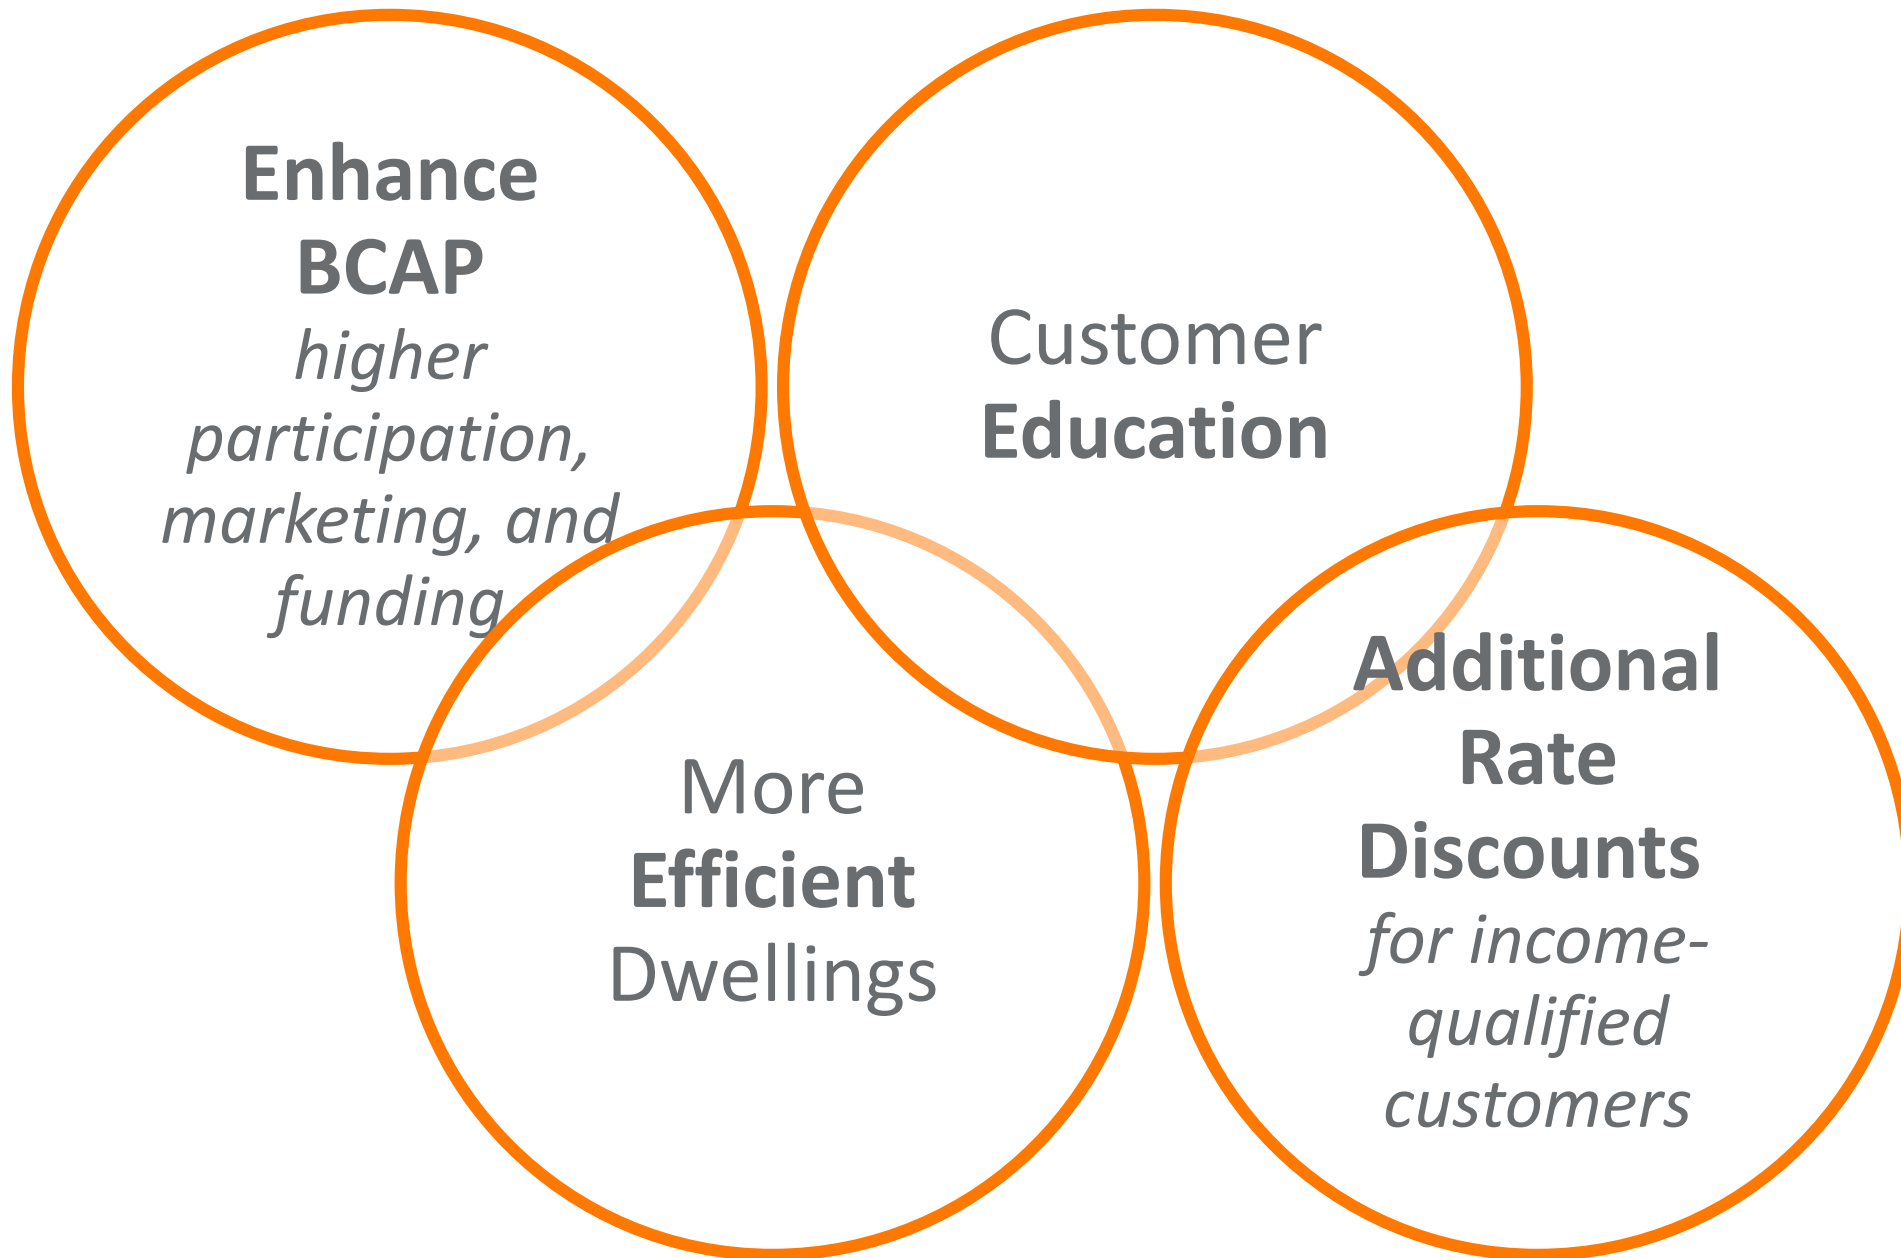 Enhance
BCAP
higher
participation,
marketing, and
funding
Customer
Education
More
Efficient
Dwellings
Additional
Rate
Discounts
for income-
qualified
customers